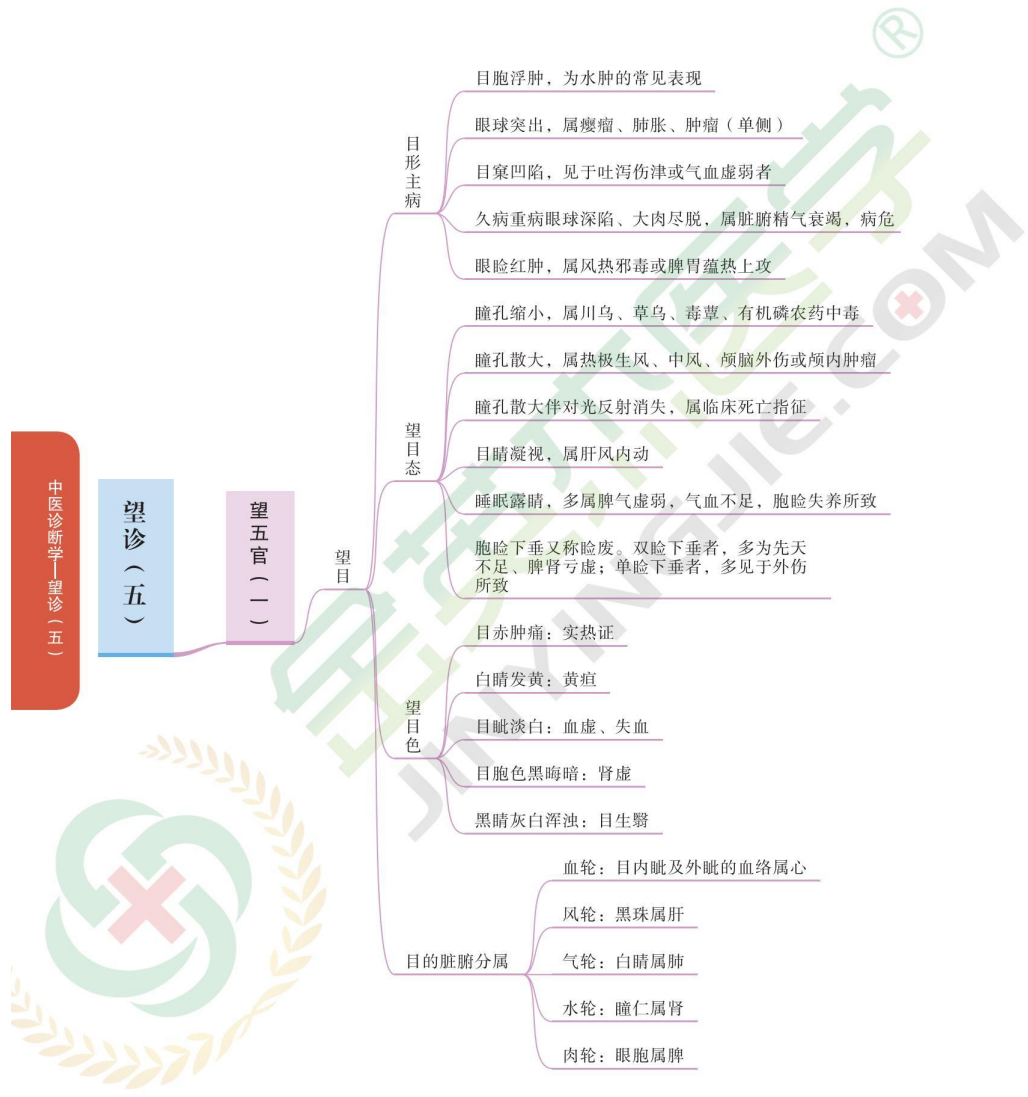 中医诊断学—望诊（五）
望诊（五）
望五官（一）
望目
目形主病
目胞浮肿，为水肿的常见表现
眼球突出，属瘿瘤、肺胀、肿瘤（单侧）
目窠凹陷，见于吐泻伤津或气血虚弱者
久病重病眼球深陷、大肉尽脱，属脏腑精气衰竭，病危
眼睑红肿，属风热邪毒或脾胃蕴热上攻
望目态
瞳孔缩小，属川乌、草乌、毒蕈、有机磷农药中毒
瞳孔散大，属热极生风、中风、颅脑外伤或颅内肿瘤
瞳孔散大伴对光反射消失，属临床死亡指征
目睛凝视，属肝风内动
睡眠露睛，多属脾气虚弱，气血不足，胞睑失养所致
胞睑下垂又称睑废。双睑下垂者，多为先天
不足、脾肾亏虚；单睑下垂者，多见于外伤
所致
望目色
目赤肿痛：实热证
白睛发黄：黄疸
目眦淡白：血虚、失血
目胞色黑晦暗：肾虚
黑睛灰白浑浊：目生翳
目的脏腑分属
血轮：目内眦及外眦的血络属心
风轮：黑珠属肝
气轮：白睛属肺
水轮：瞳仁属肾
肉轮：眼胞属脾
金英杰医学®
JINYINGJIE.COM